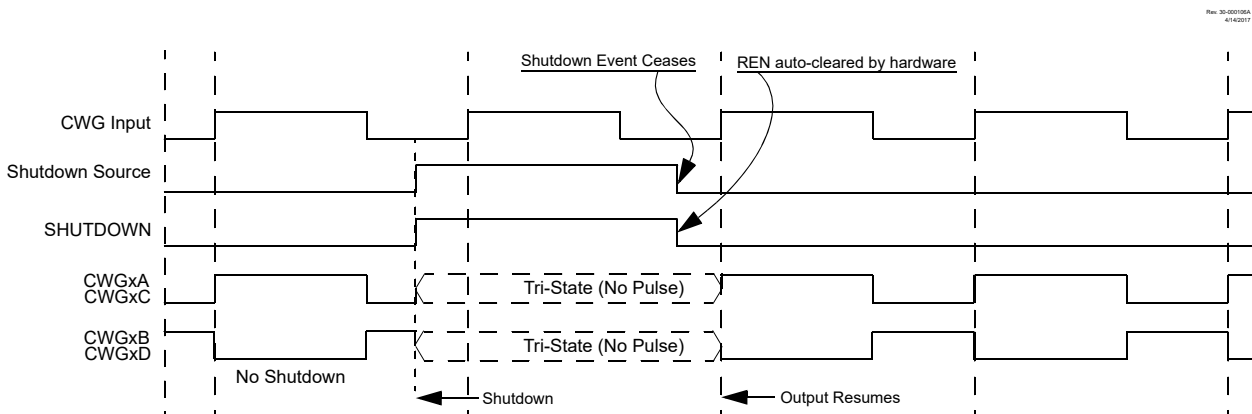 Rev. 30-000106A
4/14/2017
Shutdown Event Ceases
REN auto-cleared by hardware
CWG Input
Shutdown Source
SHUTDOWN
CWGxA
CWGxC
Tri-State (No Pulse)
CWGxB
CWGxD
Tri-State (No Pulse)
No Shutdown
Shutdown
Output Resumes